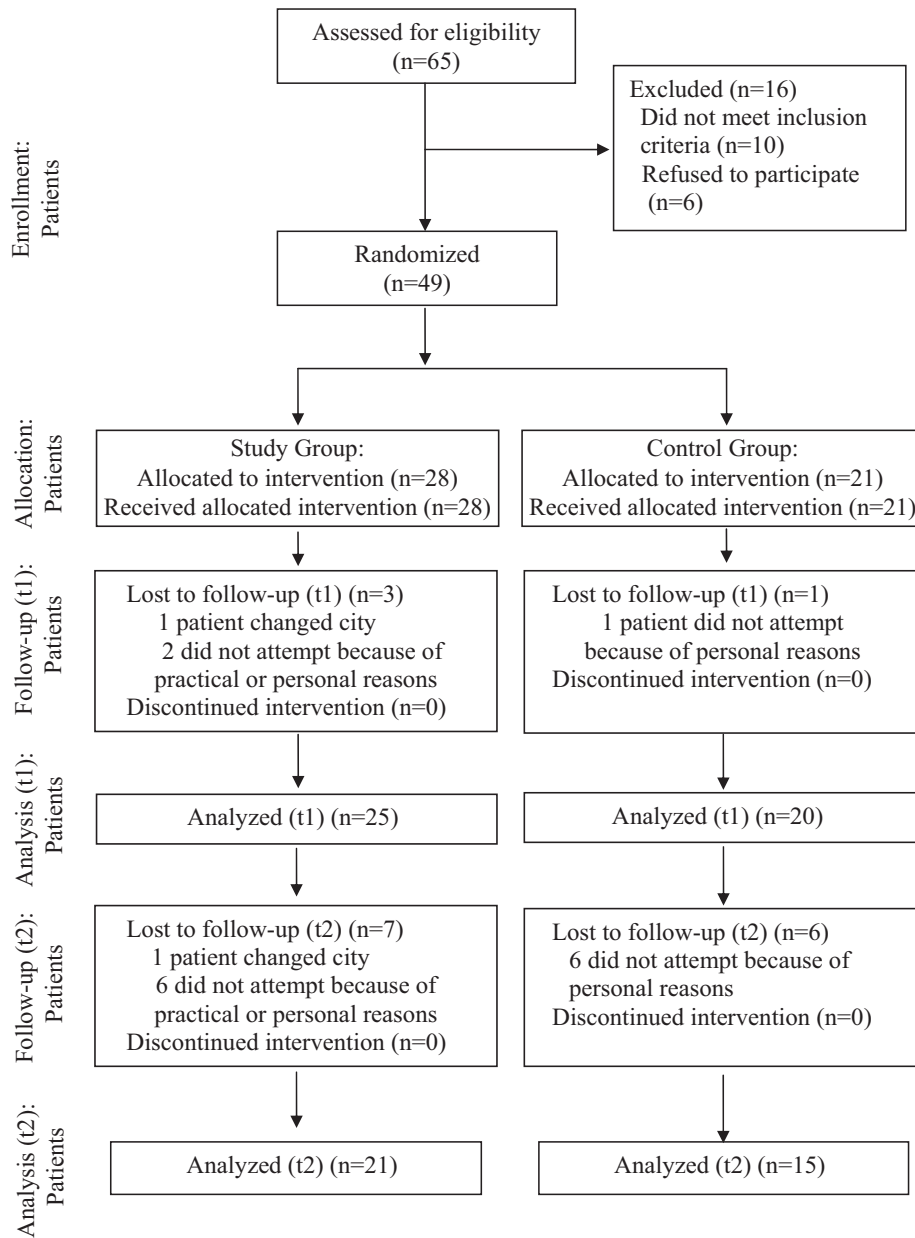 Assessed for eligibility
(n=65)
Excluded (n=16)
Did not meet inclusion
criteria (n=10)
Refused to participate
(n=6)
Enrollment:
Patients
Randomized
(n=49)
Allocation:
Patients
Study Group:
Allocated to intervention (n=28)
Received allocated intervention (n=28)
Control Group:
Allocated to intervention (n=21)
Received allocated intervention (n=21)
Follow-up (t1):
Patients
Lost to follow-up (t1) (n=3)
1 patient changed city
2 did not attempt because of
practical or personal reasons
Discontinued intervention (n=0)
Lost to follow-up (t1) (n=1)
1 patient did not attempt
because of personal reasons
Discontinued intervention (n=0)
Analysis (t1):
Patients
Analyzed (t1) (n=25)
Analyzed (t1) (n=20)
Follow-up (t2):
Patients
Lost to follow-up (t2) (n=7)
1 patient changed city
6 did not attempt because of
practical or personal reasons
Discontinued intervention (n=0)
Lost to follow-up (t2) (n=6)
6 did not attempt because of
personal reasons
Discontinued intervention (n=0)
Analysis (t2):
Patients
Analyzed (t2) (n=21)
Analyzed (t2) (n=15)